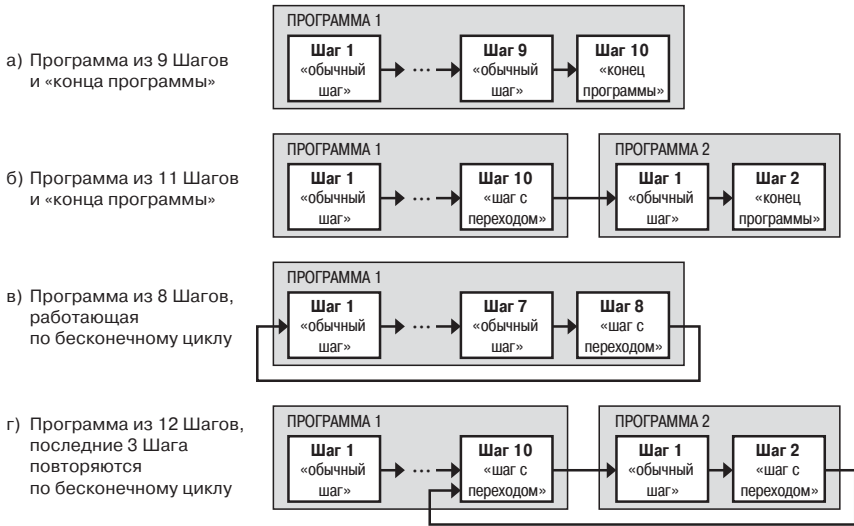 а) Программа из 9 Шагов
и «конца программы»
ПРОГРАММА 1
Шаг 1
«обычный
шаг»
...
Шаг 9
«обычный
шаг»
Шаг 10
«конец
программы»
б) Программа из 11 Шагов
и «конца программы»
ПРОГРАММА 1
Шаг 1
«обычный
шаг»
...
Шаг 10
«шаг с
переходом»
ПРОГРАММА 2
Шаг 1
«обычный
шаг»
Шаг 2
«конец
программы»
в) Программа из 8 Шагов,
работающая
по бесконечному циклу
ПРОГРАММА 1
Шаг 1
«обычный
шаг»
...
Шаг 7
«обычный
шаг»
Шаг 8
«шаг с
переходом»
г) Программа из 12 Шагов,
последние 3 Шага
повторяются
по бесконечному циклу
ПРОГРАММА 1
Шаг 1
«обычный
шаг»
...
Шаг 10
«шаг с
переходом»
ПРОГРАММА 2
Шаг 1
«обычный
шаг»
Шаг 2
«шаг с
переходом»